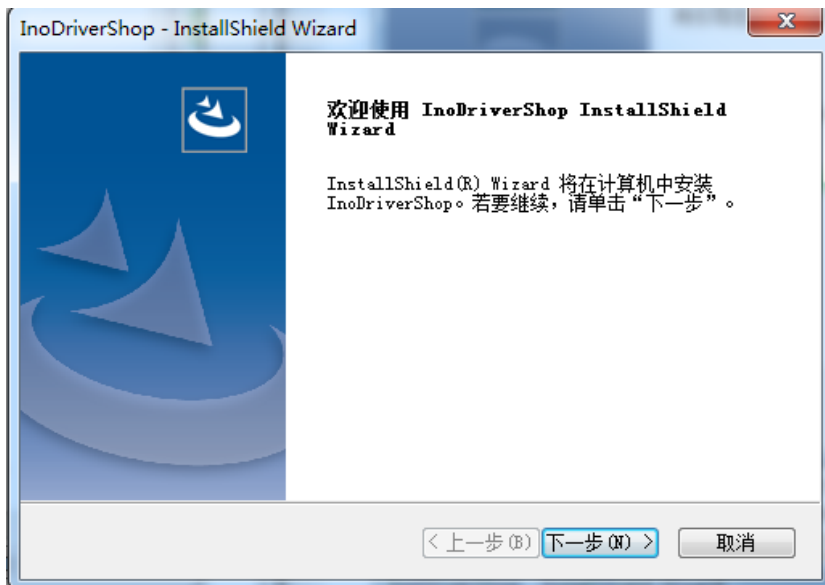 InoDriverShop - InstallShield Wizard
欢迎使用 InoDriverShop InstallShield
Wizard
InstallShield(R) Wizard 将在计算机中安装
InoDriverShop。若要继续，请单击“下一步”。
< 上一步(B)
下一步(N) >
取消